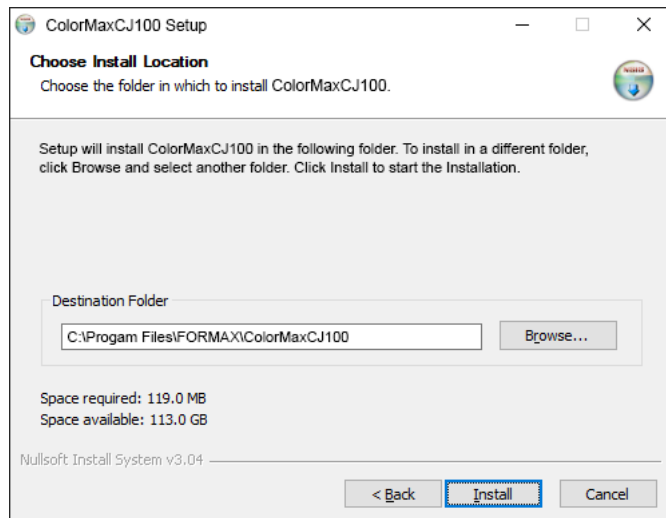 ColorMaxCJ100 Setup
Choose Install Location
Choose the folder in which to install ColorMaxCJ100.
Setup will install ColorMaxCJ100 in the following folder. To install in a different folder,
click Browse and select another folder. Click Install to start the Installation.
Destination Folder
C:\Progam Files\FORMAX\ColorMaxCJ100
Browse...
Space required: 119.0 MB
Space available: 113.0 GB
Nullsoft Install System v3.04
< Back
Install
Cancel